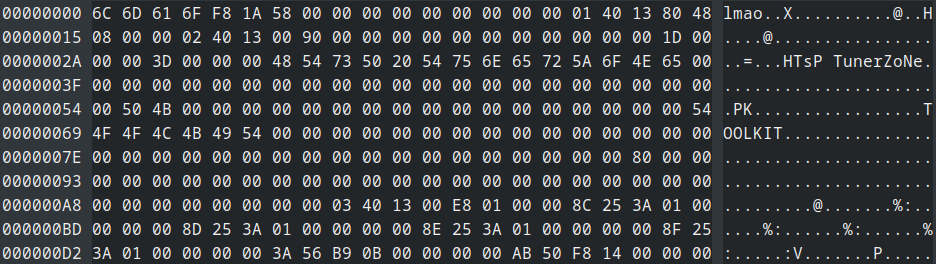 00000000 6C 6D 61 6F F8 1A 58 00 00 00 00 00 00 00 00 00 01 40 13 80 48 lmao..X..........@..H
00000015 08 00 00 02 40 13 00 90 00 00 00 00 00 00 00 00 00 00 00 1D 00 ....@................
0000002A 00 00 3D 00 00 00 48 54 73 50 20 54 75 6E 65 72 5A 6F 4E 65 00 ..=...HTsP TunerZoNe.
0000003F 00 00 00 00 00 00 00 00 00 00 00 00 00 00 00 00 00 00 00 00 00 .....................
00000054 00 50 4B 00 00 00 00 00 00 00 00 00 00 00 00 00 00 00 00 00 54 .PK.................T
00000069 4F 4F 4C 4B 49 54 00 00 00 00 00 00 00 00 00 00 00 00 00 00 00 OOLKIT...............
0000007E 00 00 00 00 00 00 00 00 00 00 00 00 00 00 00 00 00 00 80 00 00 .....................
00000093 00 00 00 00 00 00 00 00 00 00 00 00 00 00 00 00 00 00 00 00 00 .....................
000000A8 00 00 00 00 00 00 00 00 03 40 13 00 E8 01 00 00 8C 25 3A 01 00 .........@.......%:..
000000BD 00 00 00 8D 25 3A 01 00 00 00 00 8E 25 3A 01 00 00 00 00 8F 25 ....%:......%:......%
000000D2 3A 01 00 00 00 00 3A 56 B9 0B 00 00 00 00 AB 50 F8 14 00 00 00 :.....:V.......P.....